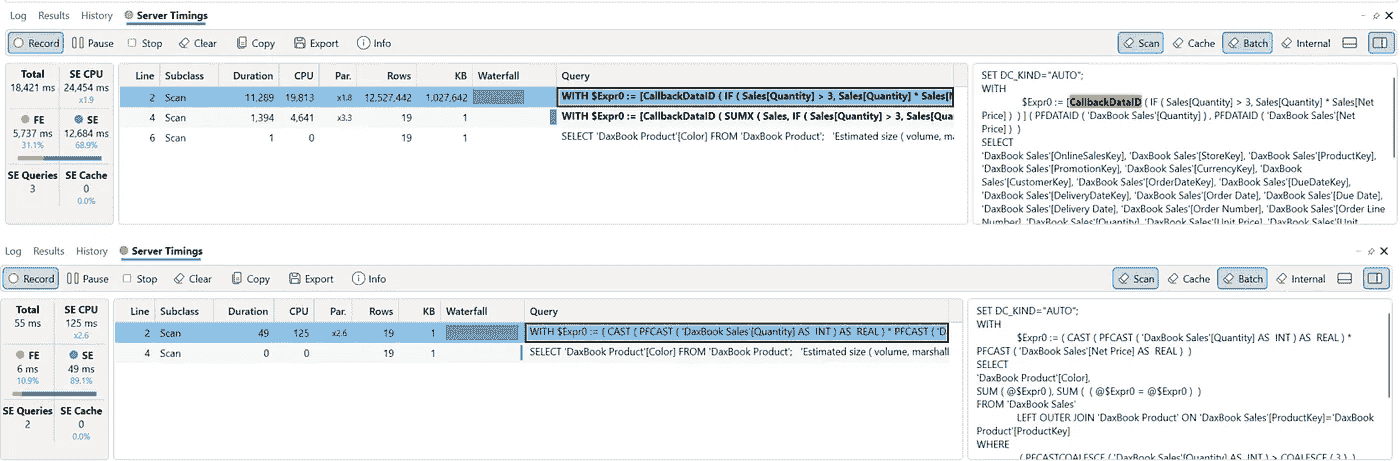 Log Results History Server Timings
Record Pause Stop Clear Copy Export Info Scan Cache Batch Internal
Total SE CPU
18,421 ms 24,454 ms
x1.9
FE SE
5,737 ms 12,684 ms
31.1% 68.9%
SE Queries SE Cache
3 0
0.0%
Line Subclass Duration CPU Par. Rows KB Waterfall Query
2 Scan 11,289 19,813 x1.8 12,527,442 1,027,642 WITH $Expr0 := [CallbackDataID ( IF ( Sales[Quantity] > 3, Sales[Quantity] * Sales[N
4 Scan 1,394 4,641 x3.3 19 1 WITH $Expr0 := [CallbackDataID ( SUMX ( Sales, IF ( Sales[Quantity] > 3, Sales[Qua
6 Scan 1 0 19 1 SELECT 'DaxBook Product'[Color] FROM 'DaxBook Product'; 'Estimated size ( volume, ma
SET DC_KIND="AUTO";
WITH
$Expr0 := [CallbackDataID ( IF ( Sales[Quantity] > 3, Sales[Quantity] * Sales[Net
Price] ) ) ] ( PFDATAID ( 'DaxBook Sales'[Quantity] ) , PFDATAID ( 'DaxBook Sales'[Net
Price] ) )
SELECT
'DaxBook Sales'[OnlineSalesKey], 'DaxBook Sales'[StoreKey], 'DaxBook Sales'[ProductKey],
'DaxBook Sales'[PromotionKey], 'DaxBook Sales'[CurrencyKey], 'DaxBook
Sales'[CustomerKey], 'DaxBook Sales'[OrderDateKey], 'DaxBook Sales'[DueDateKey],
'DaxBook Sales'[DeliveryDateKey], 'DaxBook Sales'[Order Date], 'DaxBook Sales'[Due Date],
'DaxBook Sales'[Delivery Date], 'DaxBook Sales'[Order Number], 'DaxBook Sales'[Order Line
Number], 'DaxBook Sales'[Quantity], 'DaxBook Sales'[Unit Price], 'DaxBook Sales'[Unit
Log Results History Server Timings
Record Pause Stop Clear Copy Export Info Scan Cache Batch Internal
Total SE CPU
55 ms 125 ms
x2.6
FE SE
6 ms 49 ms
10.9% 89.1%
SE Queries SE Cache
2 0
0.0%
Line Subclass Duration CPU Par. Rows KB Waterfall Query
2 Scan 49 125 x2.6 19 1 WITH $Expr0 := ( CAST ( PFCAST ( 'DaxBook Sales'[Quantity] AS INT ) AS REAL ) * PFCAST ( 'D
4 Scan 0 0 19 1 SELECT 'DaxBook Product'[Color] FROM 'DaxBook Product'; 'Estimated size ( volume, marshall
SET DC_KIND="AUTO";
WITH
$Expr0 := ( CAST ( PFCAST ( 'DaxBook Sales'[Quantity] AS INT ) AS REAL ) *
PFCAST ( 'DaxBook Sales'[Net Price] AS REAL ) )
SELECT
'DaxBook Product'[Color],
SUM ( @$Expr0 ), SUM ( ( @$Expr0 = @$Expr0 ) )
FROM 'DaxBook Sales'
LEFT OUTER JOIN 'DaxBook Product' ON 'DaxBook Sales'[ProductKey]='DaxBook
Product'[ProductKey]
WHERE
( PFCASTCOALESCE ( 'DaxBook Sales'[Quantity] AS INT ) > COALESCE ( 3 ) )